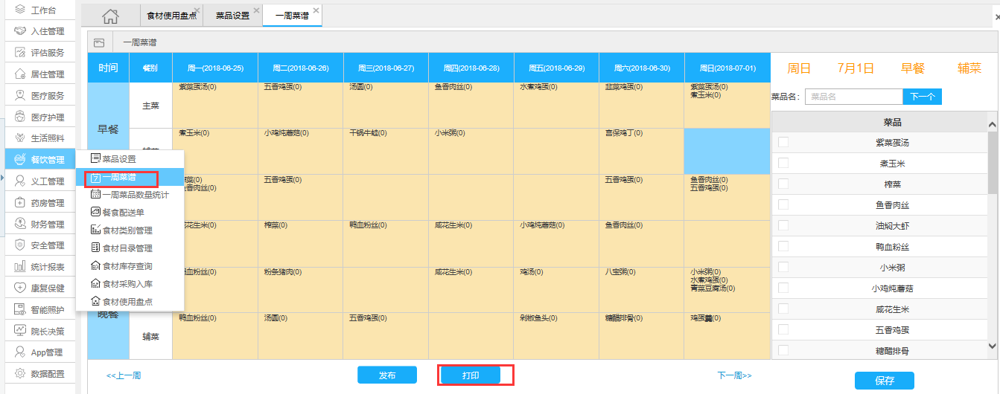 工作台
入住管理
评估服务
居住管理
医疗服务
医疗护理
生活照料
餐饮管理
义工管理
药房管理
财务管理
安全管理
统计报表
康复保健
智能照护
院长决策
App管理
数据配置
食材使用盘点
菜品设置
一周菜谱
一周菜谱
时间 餐别 周一(2018-06-25) 周二(2018-06-26) 周三(2018-06-27) 周四(2018-06-28) 周五(2018-06-29) 周六(2018-06-30) 周日(2018-07-01)
早餐
主菜
紫菜蛋汤(0) 五香鸡蛋(0) 汤圆(0) 鱼香肉丝(0) 水煮鸡蛋(0) 韭菜鸡蛋(0) 紫菜蛋汤(0)
煮玉米(0)
煮玉米(0) 小鸡炖蘑菇(0) 干锅牛蛙(0) 小米粥(0) 宫保鸡丁(0)
(0) 五香鸡蛋(0) 五香鸡蛋(0) 鱼香肉丝(0)
鱼香肉丝(0) 五香鸡蛋(0)
咸花生米(0) 榨菜(0) 鸭血粉丝(0) 咸花生米(0) 小鸡炖蘑菇(0) 鱼香肉丝(0)
鸭血粉丝(0) 粉条猪肉(0) 咸花生米(0) 鸡汤(0) 八宝粥(0) 小米粥(0)
水煮鸡蛋(0)
青菜豆腐汤(0)
晚餐
辅菜
鸭血粉丝(0) 汤圆(0) 五香鸡蛋(0) 剁椒鱼头(0) 糖醋排骨(0) 鸡蛋羹(0)
菜品设置
一周菜谱
一周菜品数量统计
餐食配送单
食材类别管理
食材目录管理
食材库存查询
食材采购入库
食材使用盘点
<<上一周
发布
打印
下一周>>
周日 7月1日 早餐 辅菜
菜品名: 菜品名 下一个
菜品
紫菜蛋汤
煮玉米
榨菜
鱼香肉丝
油焖大虾
鸭血粉丝
小米粥
小鸡炖蘑菇
咸花生米
五香鸡蛋
糖醋排骨
保存